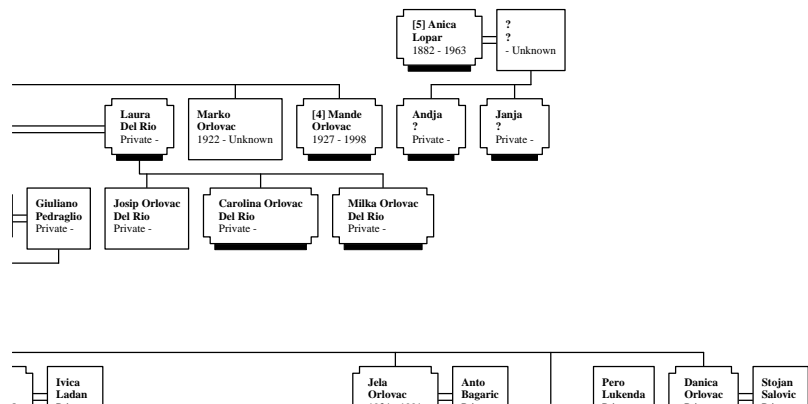 [5] Anica
Lopar
1882 - 1963
?
?
- Unknown
Laura
Del Rio
Private -
Marko
Orlovac
1922 - Unknown
[4] Mande
Orlovac
1927 - 1998
Andja
?
Private -
Janja
?
Private -
Giuliano
Pedraglio
Private -
Josip Orlovac
Del Rio
Private -
Carolina Orlovac
Del Rio
Private -
Milka Orlovac
Del Rio
Private -
Ivica
Ladan
Jela
Orlovac
Anto
Bagaric
Pero
Lukenda
Danica
Orlovac
Stojan
Salovic